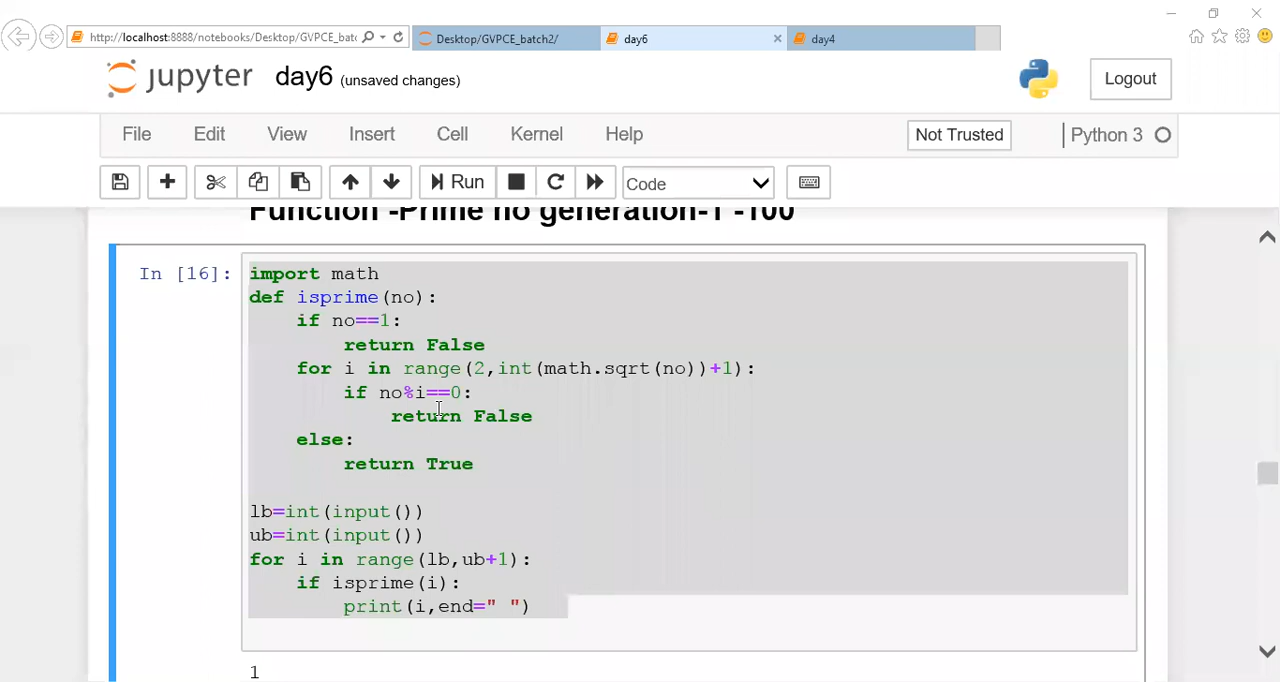 http://localhost:8888/notebooks/Desktop/GVPCE_batc
Desktop/GVPCE_batch2/
day6
day4
jupyter day6 (unsaved changes)
Logout
File Edit View Insert Cell Kernel Help
Not Trusted
Python 3
Run
Code
Function -Prime no generation-1 -100
In [16]:
import math
def isprime(no):
    if no==1:
        return False
    for i in range(2,int(math.sqrt(no))+1):
        if no%i==0:
            return False
    else:
        return True

lb=int(input())
ub=int(input())
for i in range(lb,ub+1):
    if isprime(i):
        print(i,end=" ")
1